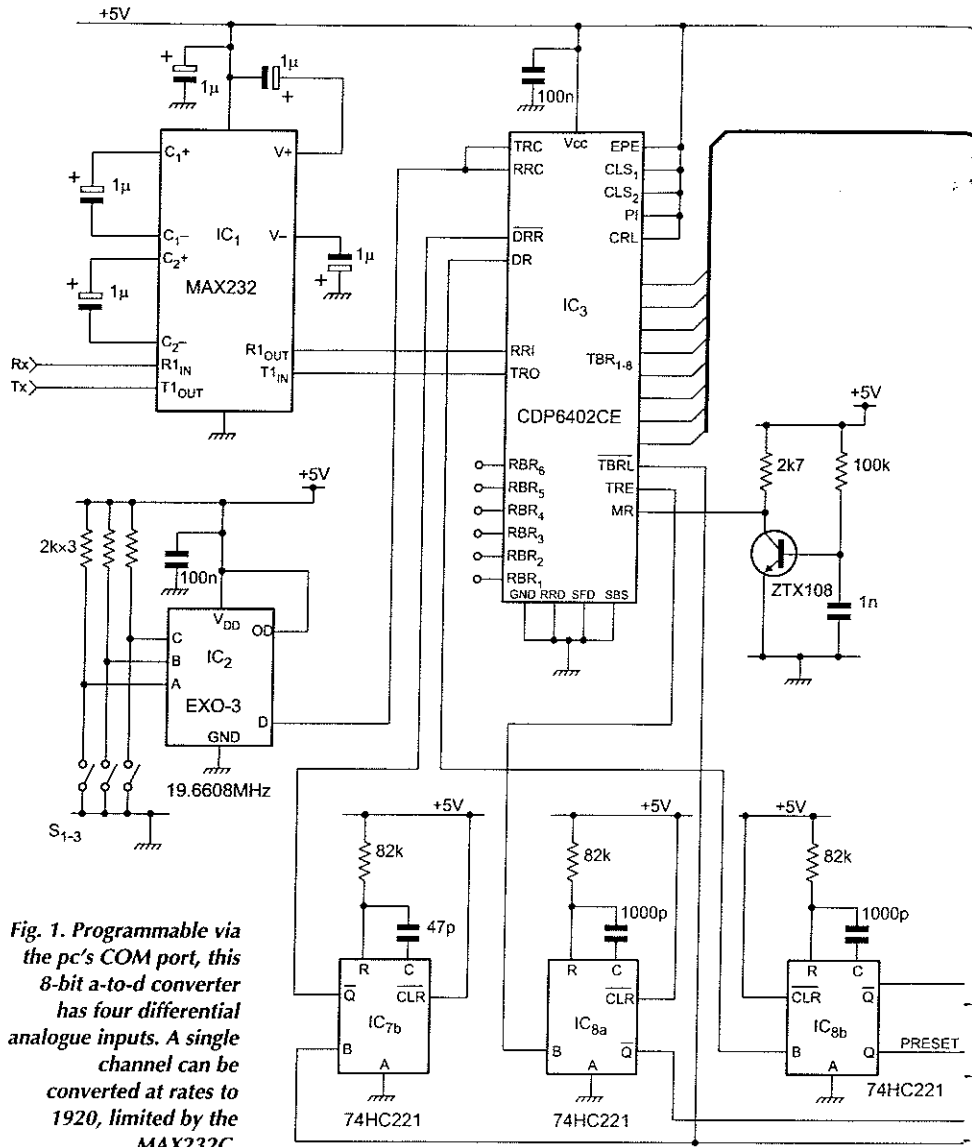 +5V
1µ
1µ
100n
C₁+
V+
1µ
C₁–
IC₁
V–
C₂+
1µ
1µ
MAX232
C₂–
R1OUT
Rx
R1IN
T1IN
Tx
T1OUT
Vcc
TRC
EPE
RRC
CLS₁
CLS₂
PI
D̅R̅R̅
CRL
DR
IC₃
RRI
TBR₁₋₈
TRO
CDP6402CE
RBR₆
T̅B̅R̅L̅
RBR₅
TRE
RBR₄
MR
RBR₃
RBR₂
RBR₁
GND RRD SFD SBS
+5V
2k7
100k
ZTX108
1n
+5V
2k×3
100n
VDD
OD
C
IC₂
B
A
EXO-3
D
GND
19.6608MHz
S₁₋₃
+5V
82k
47p
R
C
Q̅
C̅L̅R̅
IC₇b
B
A
74HC221
+5V
82k
1000p
R
C
C̅L̅R̅
IC₈a
B
Q̅
A
74HC221
+5V
82k
1000p
R
C
C̅L̅R̅
Q̅
IC₈b
B
Q
PRESET
A
74HC221
Fig. 1. Programmable via
the pc's COM port, this
8-bit a-to-d converter
has four differential
analogue inputs. A single
channel can be
converted at rates to
1920, limited by the
MAX232C.